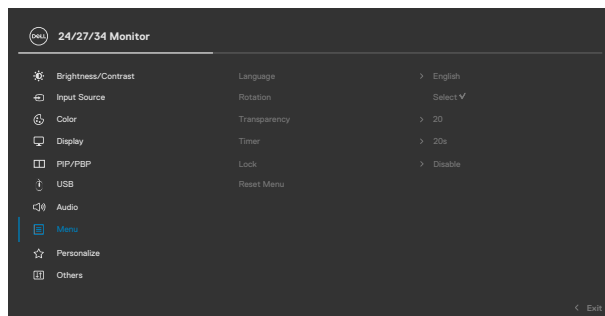 DELL 24/27/34 Monitor
Brightness/Contrast Language > English
Input Source Rotation Select ✓
Color Transparency > 20
Display Timer > 20s
PIP/PBP Lock > Disable
USB Reset Menu
Audio
Menu
Personalize
Others
< Exit